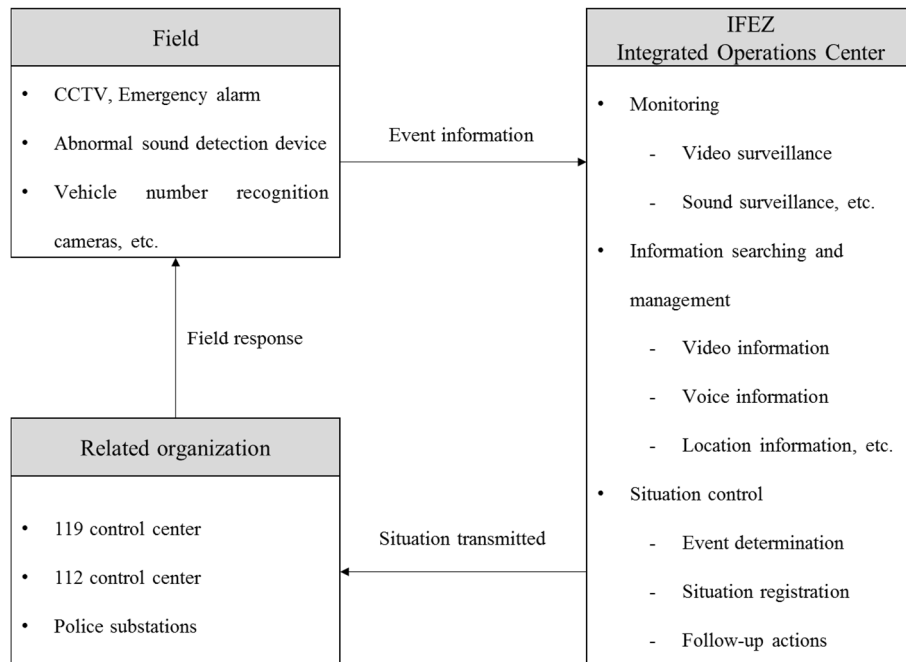 Field
• CCTV, Emergency alarm
• Abnormal sound detection device
• Vehicle number recognition
cameras, etc.
Event information
IFEZ
Integrated Operations Center
• Monitoring
- Video surveillance
- Sound surveillance, etc.
• Information searching and
management
- Video information
- Voice information
- Location information, etc.
• Situation control
- Event determination
- Situation registration
- Follow-up actions
Situation transmitted
Related organization
• 119 control center
• 112 control center
• Police substations
Field response